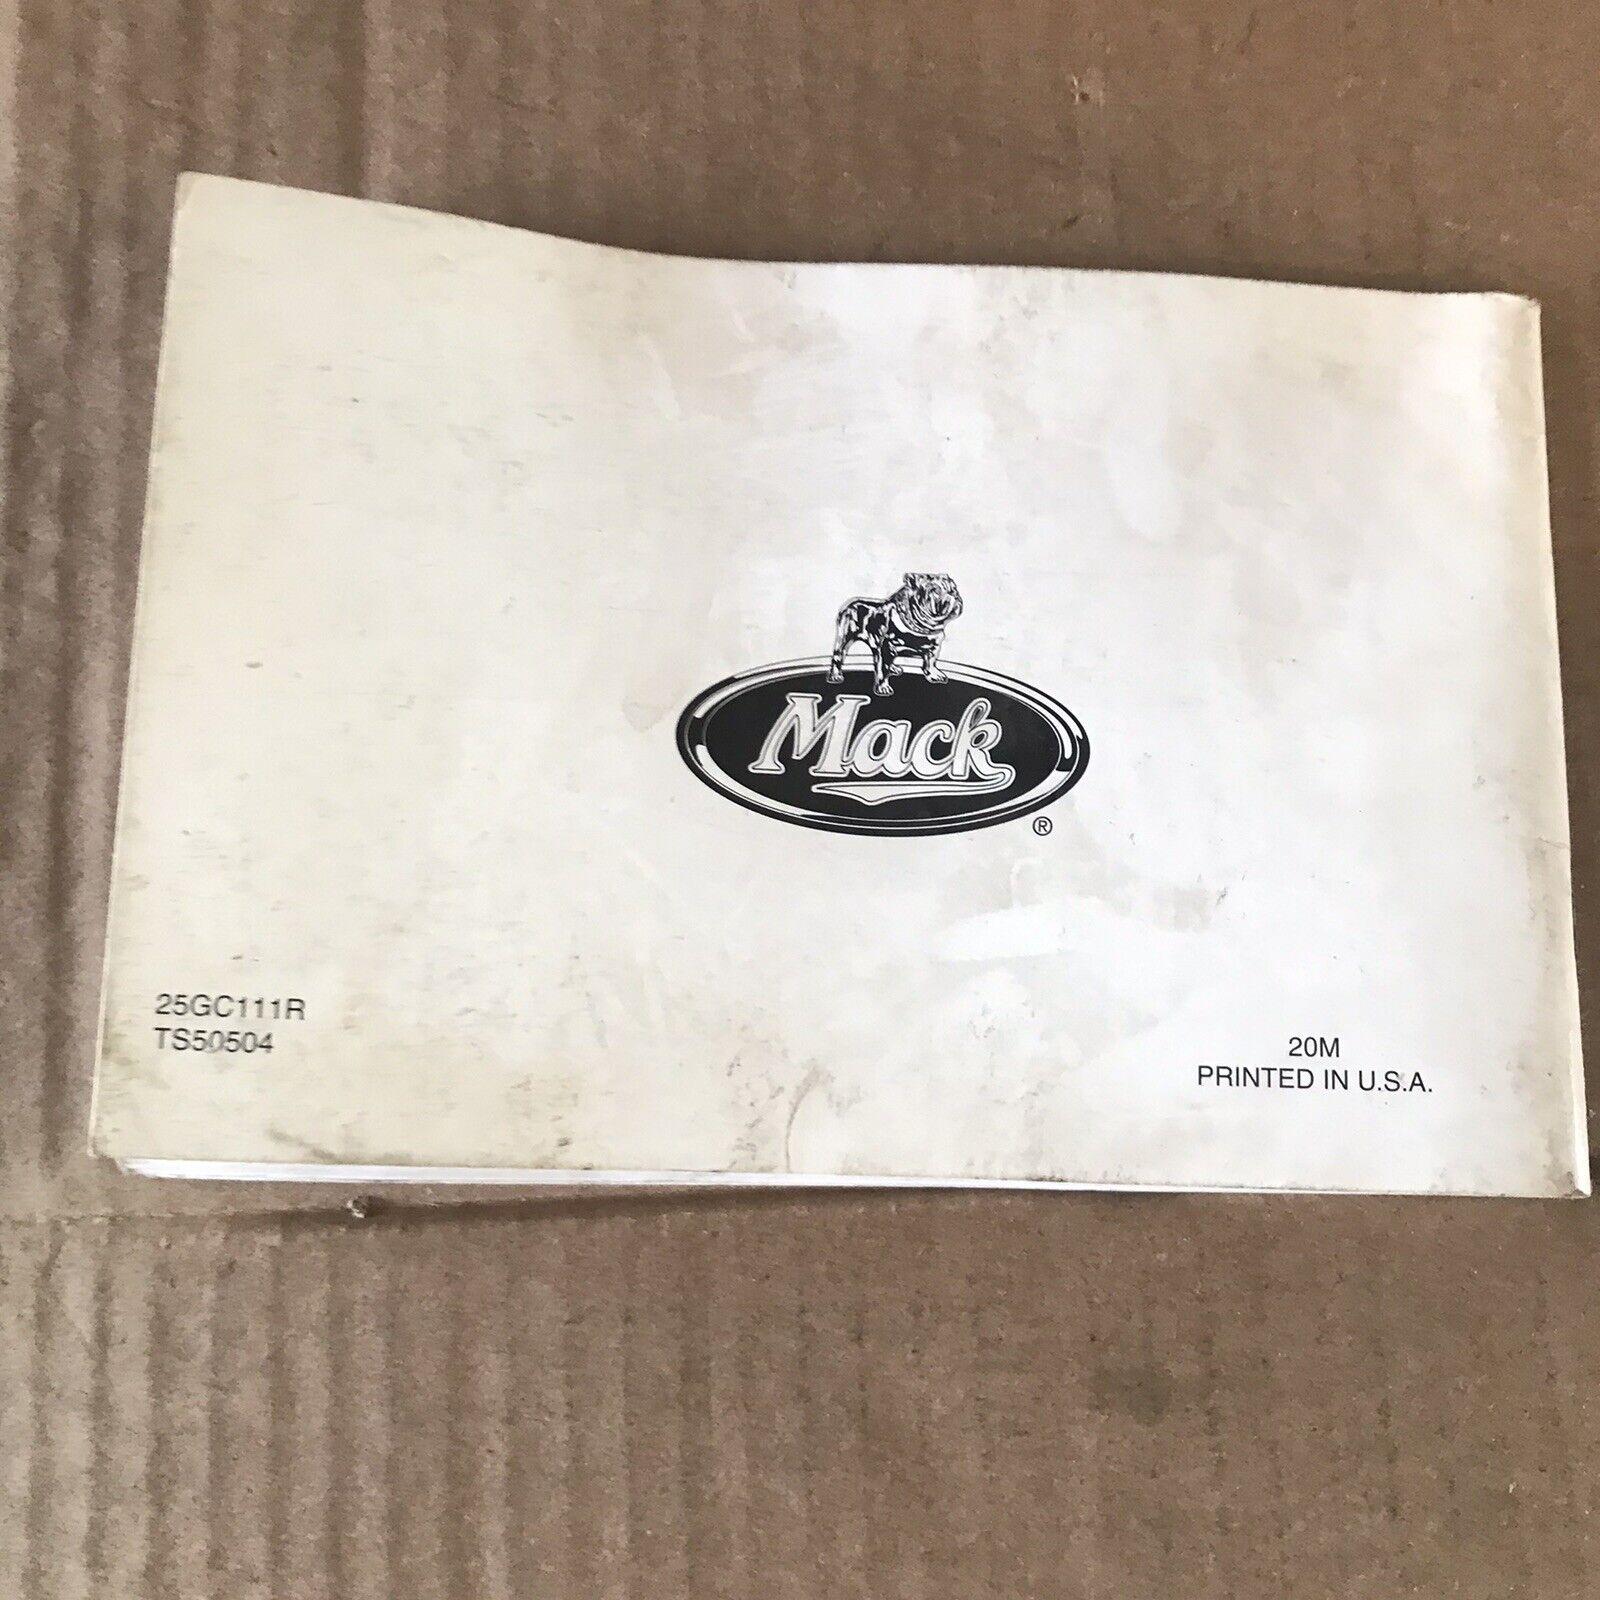 Mack
®
25GC111R
TS50504
20M
PRINTED IN U.S.A.